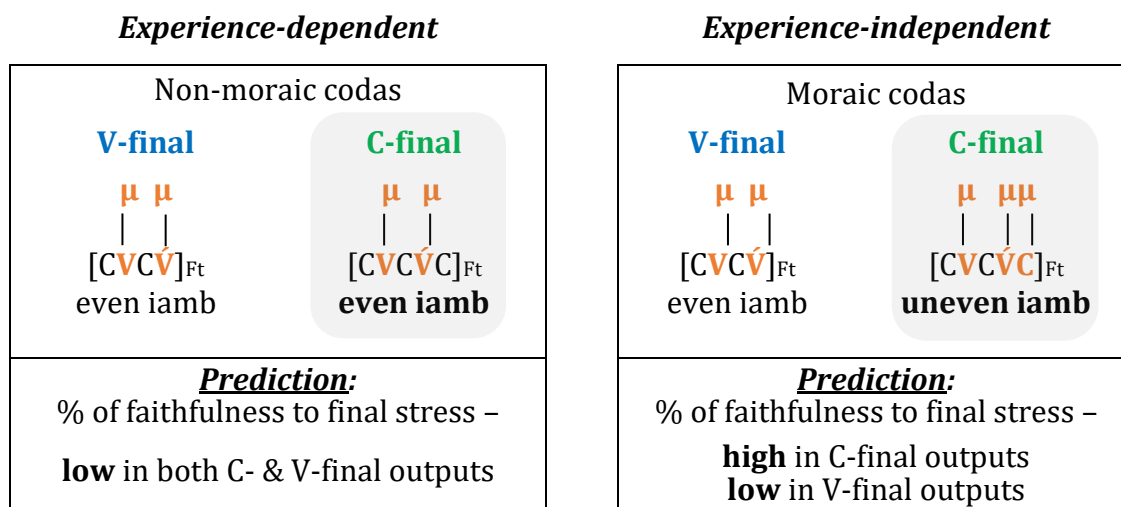 Experience-dependent
Non-moraic codas
V-final C-final
μ μ μ μ
[CVCV́]Ft [CVCV́C]Ft
even iamb even iamb
Prediction:
% of faithfulness to final stress –
low in both C- & V-final outputs
Experience-independent
Moraic codas
V-final C-final
μ μ μ μμ
[CVCV́]Ft [CVCV́C]Ft
even iamb uneven iamb
Prediction:
% of faithfulness to final stress –
high in C-final outputs
low in V-final outputs